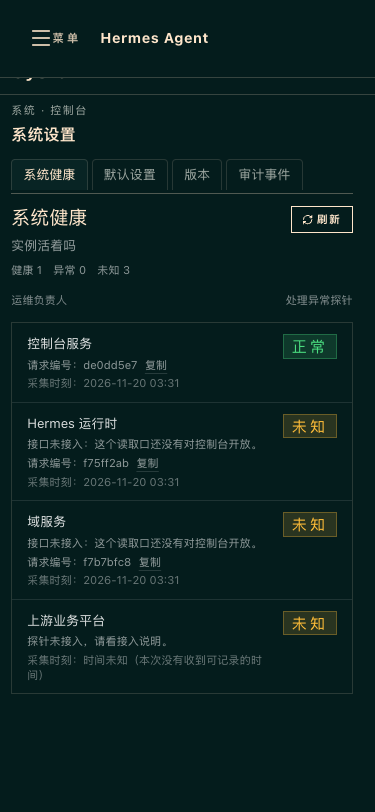 菜单 Hermes Agent
系统 · 控制台
系统设置
系统健康 默认设置 版本 审计事件
系统健康 刷新
实例活着吗
健康 1 异常 0 未知 3
运维负责人 处理异常探针
控制台服务 正常
请求编号：de0dd5e7 复制
采集时刻：2026-11-20 03:31
Hermes 运行时 未知
接口未接入：这个读取口还没有对控制台开放。
请求编号：f75ff2ab 复制
采集时刻：2026-11-20 03:31
域服务 未知
接口未接入：这个读取口还没有对控制台开放。
请求编号：f7b7bfc8 复制
采集时刻：2026-11-20 03:31
上游业务平台 未知
探针未接入，请看接入说明。
采集时刻：时间未知（本次没有收到可记录的时
间）